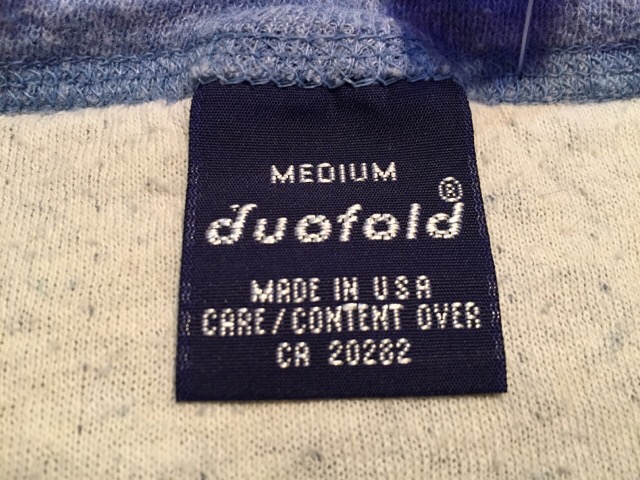 MEDIUM
duofold®
MADE IN USA
CARE/CONTENT OVER
CA 20282